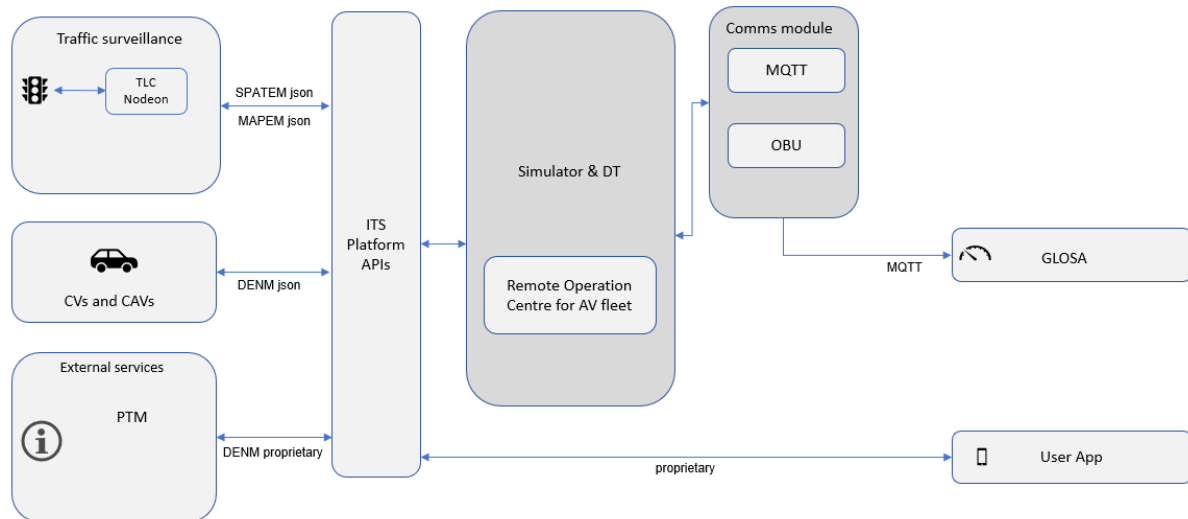 Traffic surveillance
TLC
Nodeon
SPATEM json
MAPEM json
CVs and CAVs
DENM json
External services
PTM
DENM proprietary
ITS
Platform
APIs
Simulator & DT
Remote Operation
Centre for AV fleet
Comms module
MQTT
OBU
MQTT
GLOSA
proprietary
User App